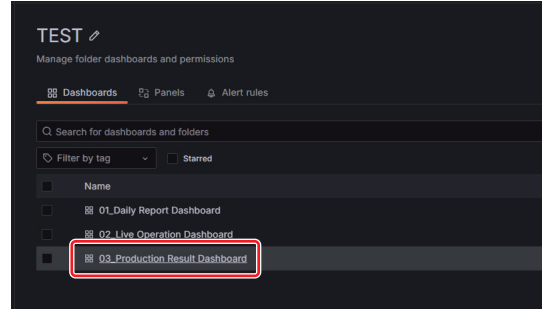 TEST
Manage folder dashboards and permissions
Dashboards Panels Alert rules
Search for dashboards and folders
Filter by tag Starred
Name
01_Daily Report Dashboard
02_Live Operation Dashboard
03_Production Result Dashboard